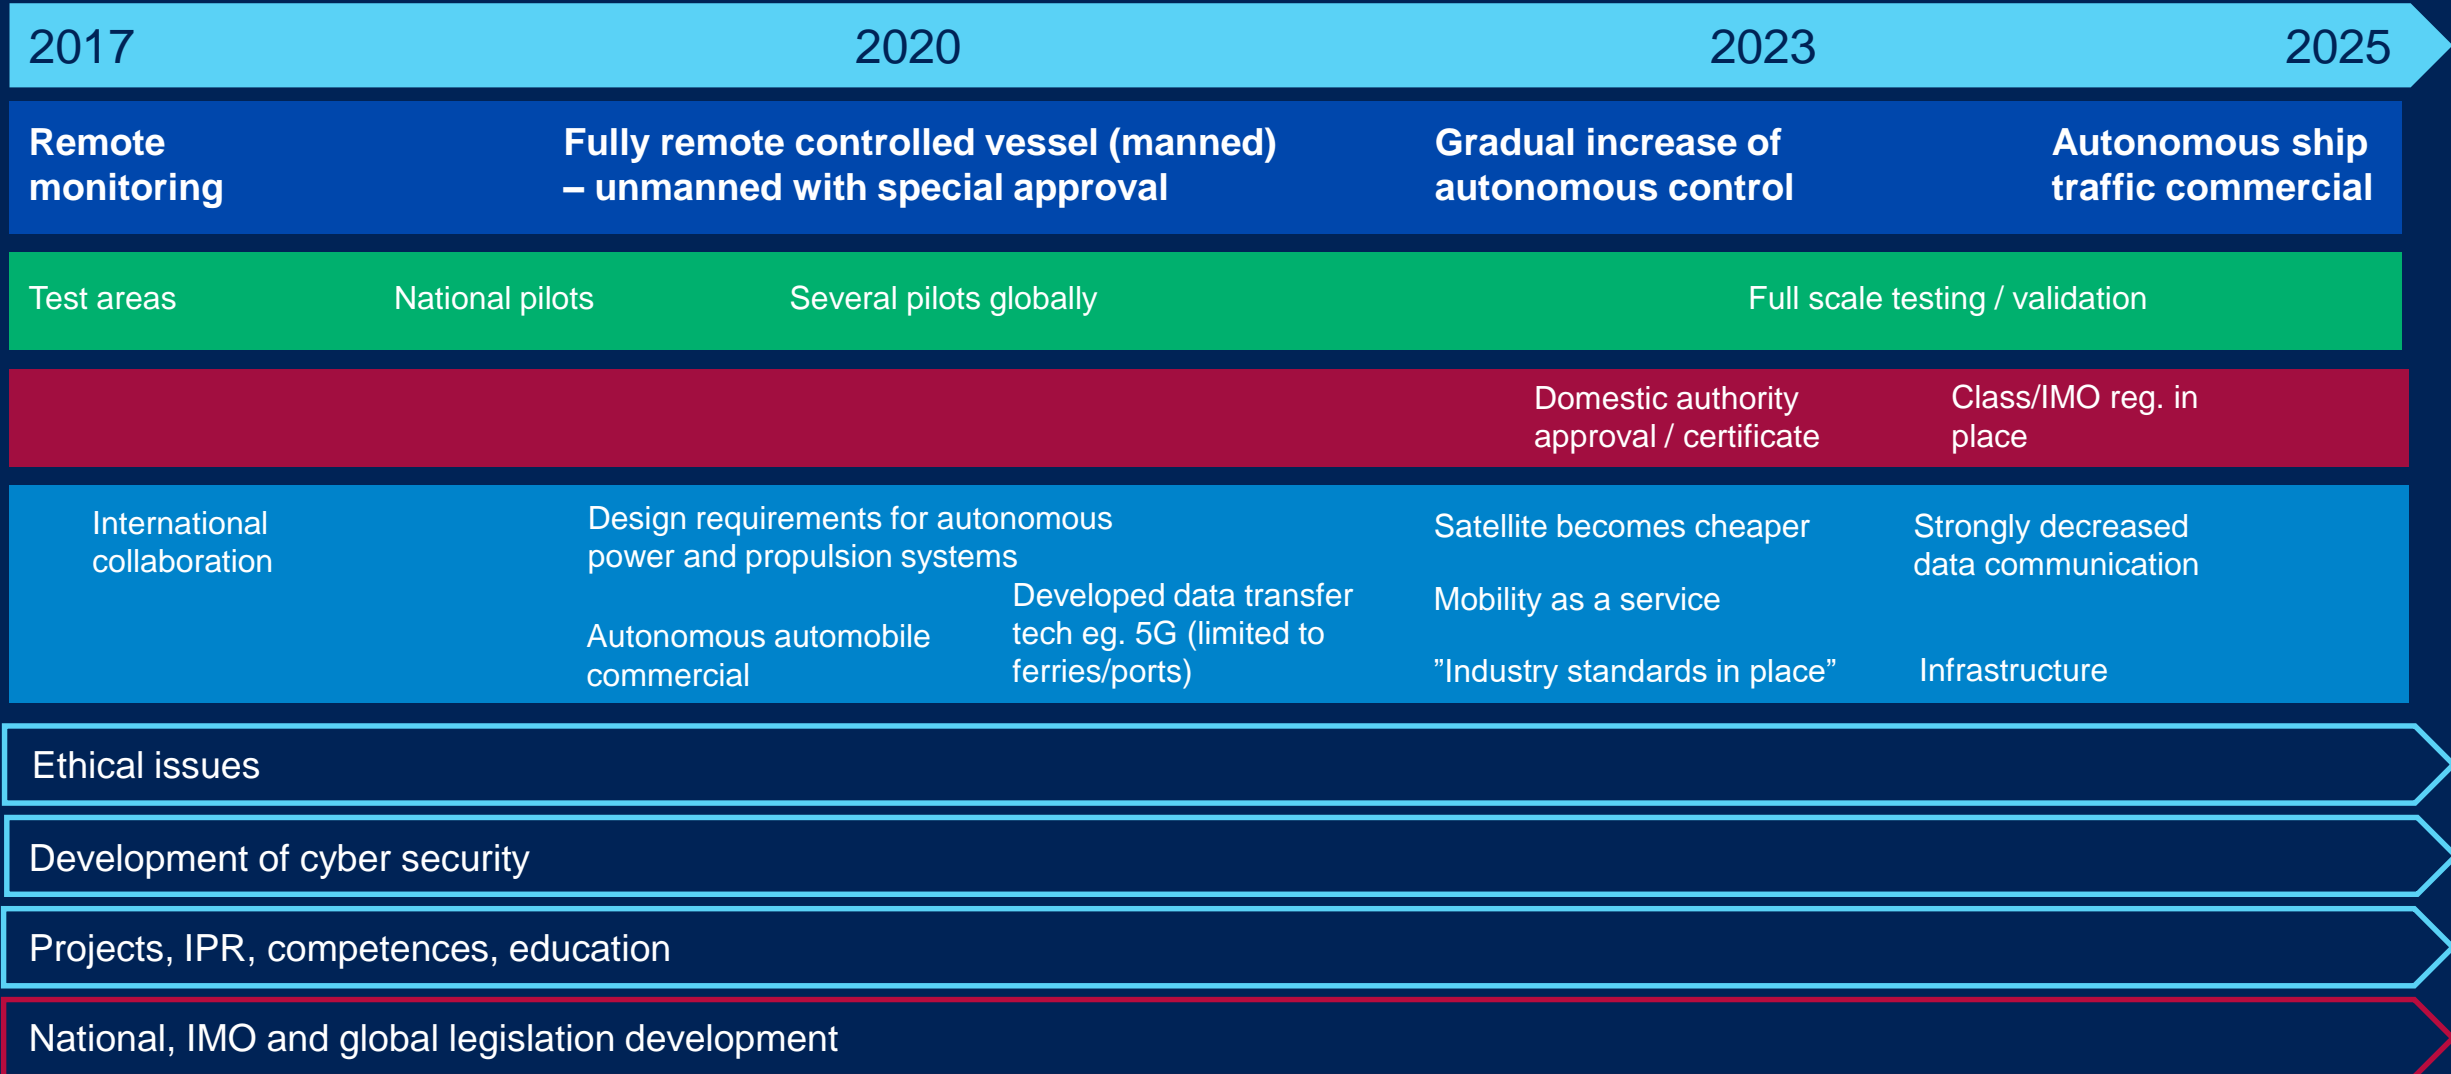 2017 2020 2023 2025
Remote
monitoring
Fully remote controlled vessel (manned)
– unmanned with special approval
Gradual increase of
autonomous control
Autonomous ship
traffic commercial
Test areas National pilots Several pilots globally Full scale testing / validation
Domestic authority
approval / certificate
Class/IMO reg. in
place
International
collaboration
Design requirements for autonomous
power and propulsion systems
Autonomous automobile
commercial
Developed data transfer
tech eg. 5G (limited to
ferries/ports)
Satellite becomes cheaper
Mobility as a service
”Industry standards in place”
Strongly decreased
data communication
Infrastructure
Ethical issues
Development of cyber security
Projects, IPR, competences, education
National, IMO and global legislation development